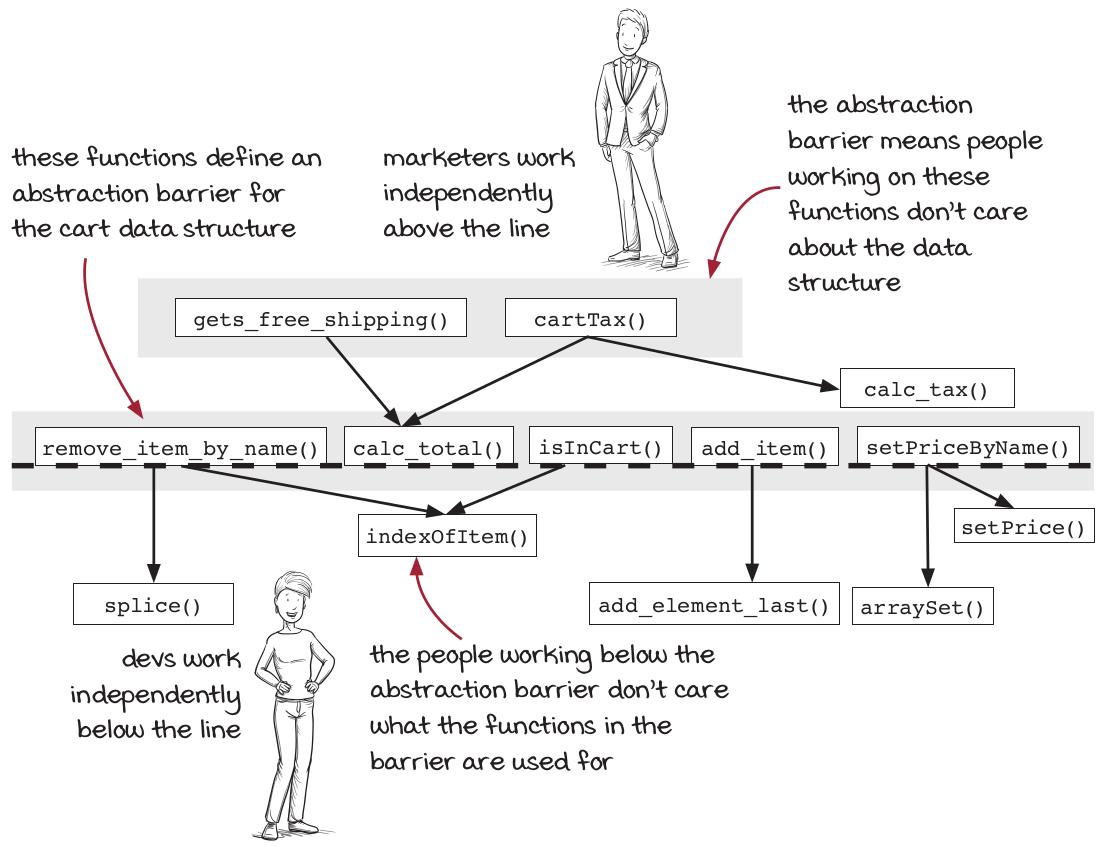 the abstraction
barrier means people
working on these
functions don't care
about the data
structure
these functions define an
abstraction barrier for
the cart data structure
marketers work
independently
above the line
gets_free_shipping()
cartTax()
calc_tax()
remove_item_by_name()
calc_total()
isInCart()
add_item()
setPriceByName()
indexOfItem()
setPrice()
splice()
add_element_last()
arraySet()
devs work
independently
below the line
the people working below the
abstraction barrier don't care
what the functions in the
barrier are used for